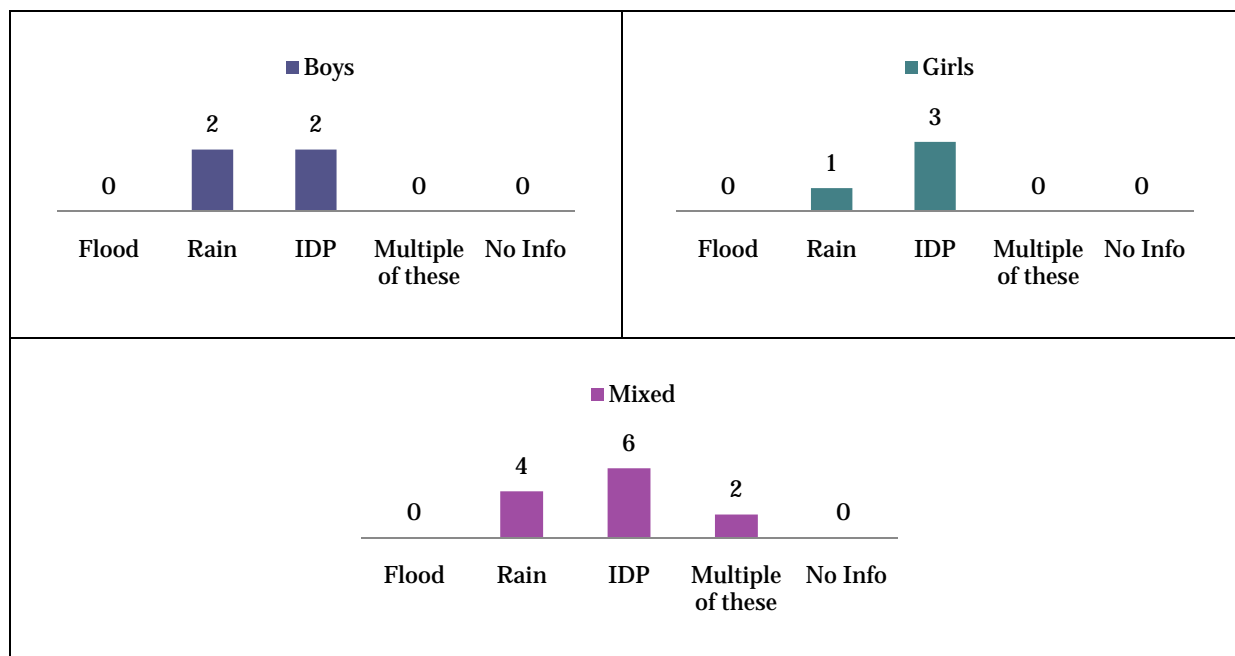 Boys
2 2
0 0 0
Flood Rain IDP Multiple of these No Info
Girls
3
1
0 0 0
Flood Rain IDP Multiple of these No Info
Mixed
6
4
2
0 0
Flood Rain IDP Multiple of these No Info